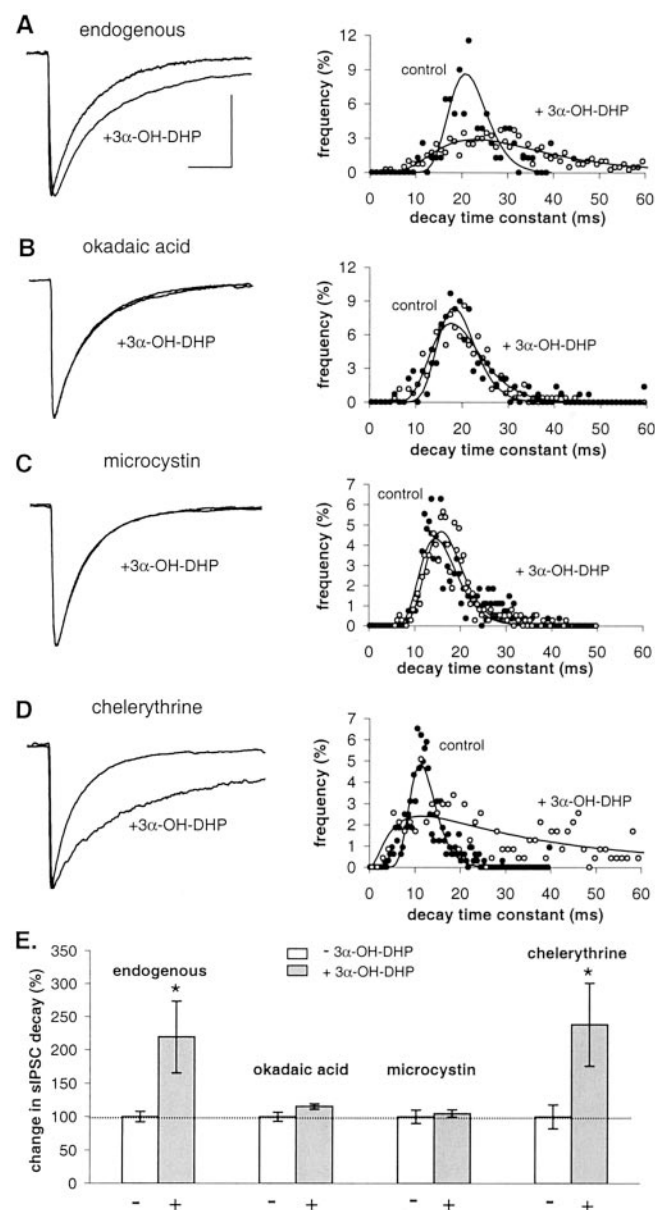 A
endogenous
+3α-OH-DHP
frequency (%)
12
9
6
3
0
control
+ 3α-OH-DHP
0 10 20 30 40 50 60
decay time constant (ms)
B
okadaic acid
+3α-OH-DHP
frequency (%)
12
9
6
3
0
control
+ 3α-OH-DHP
0 10 20 30 40 50 60
decay time constant (ms)
C
microcystin
+3α-OH-DHP
frequency (%)
7
6
5
4
3
2
1
0
control
+ 3α-OH-DHP
0 10 20 30 40 50 60
decay time constant (ms)
D
chelerythrine
+3α-OH-DHP
frequency (%)
7
6
5
4
3
2
1
0
control
+ 3α-OH-DHP
0 10 20 30 40 50 60
decay time constant (ms)
E.
change in sIPSC decay (%)
350
300
250
200
150
100
50
0
- 3α-OH-DHP
+ 3α-OH-DHP
endogenous
*
okadaic acid
microcystin
chelerythrine
*
- + - + - + - +